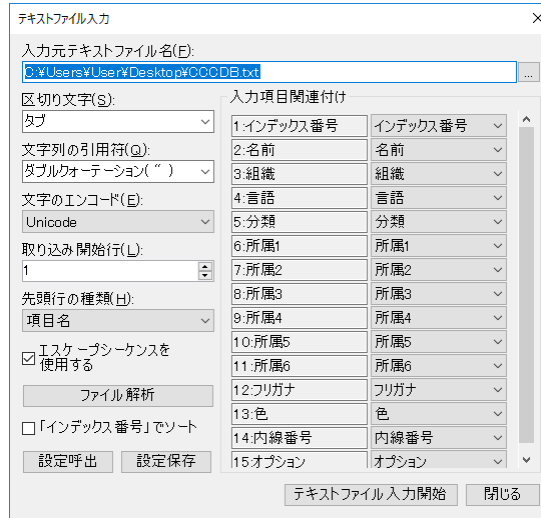 テキストファイル入力
入力元テキストファイル名(F):
C:¥Users¥User¥Desktop¥CCCDB.txt
...
区切り文字(S):
タブ
文字列の引用符(Q):
ダブルクォーテーション( “ )
文字のエンコード(E):
Unicode
取り込み開始行(L):
1
先頭行の種類(H):
項目名
エスケープシーケンスを
使用する
ファイル解析
「インデックス番号」でソート
設定呼出 設定保存
入力項目関連付け
1:インデックス番号 インデックス番号
2:名前 名前
3:組織 組織
4:言語 言語
5:分類 分類
6:所属1 所属1
7:所属2 所属2
8:所属3 所属3
9:所属4 所属4
10:所属5 所属5
11:所属6 所属6
12:フリガナ フリガナ
13:色 色
14:内線番号 内線番号
15:オプション オプション
テキストファイル入力開始 閉じる